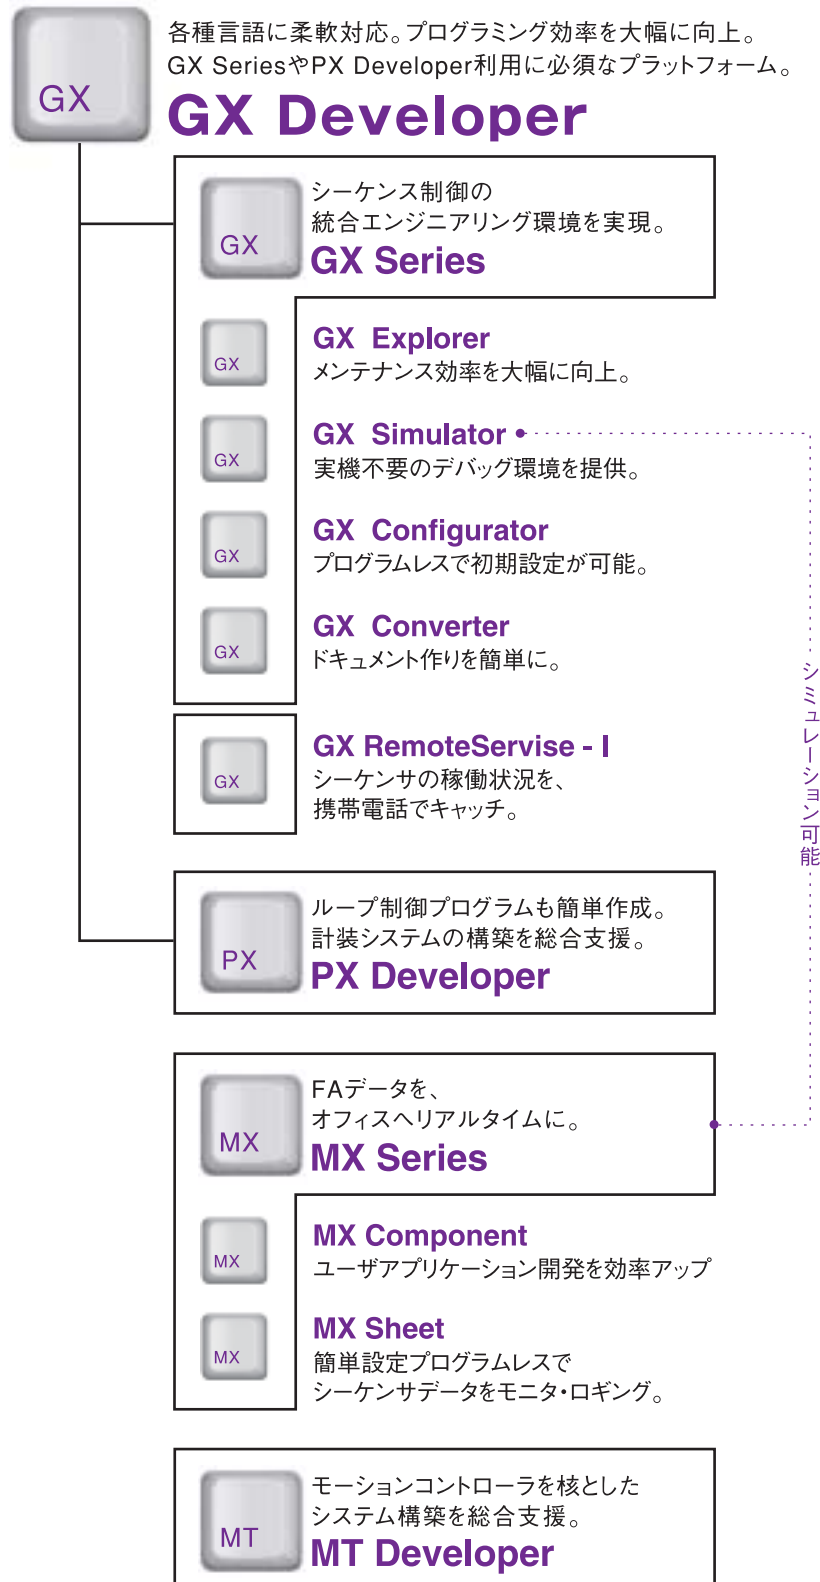 各種言語に柔軟対応。プログラミング効率を大幅に向上。
GX SeriesやPX Developer利用に必須なプラットフォーム。
GX
GX Developer
シーケンス制御の
統合エンジニアリング環境を実現。
GX
GX Series
GX Explorer
GX
メンテナンス効率を大幅に向上。
GX Simulator
GX
実機不要のデバッグ環境を提供。
GX Configurator
GX
プログラムレスで初期設定が可能。
GX Converter
GX
ドキュメント作りを簡単に。
シミュレーション可能
GX RemoteServise - I
GX
シーケンサの稼働状況を、
携帯電話でキャッチ。
ループ制御プログラムも簡単作成。
計装システムの構築を総合支援。
PX
PX Developer
FAデータを、
オフィスへリアルタイムに。
MX
MX Series
MX Component
MX
ユーザアプリケーション開発を効率アップ
MX Sheet
MX
簡単設定プログラムレスで
シーケンサデータをモニタ・ロギング。
モーションコントローラを核とした
システム構築を総合支援。
MT
MT Developer